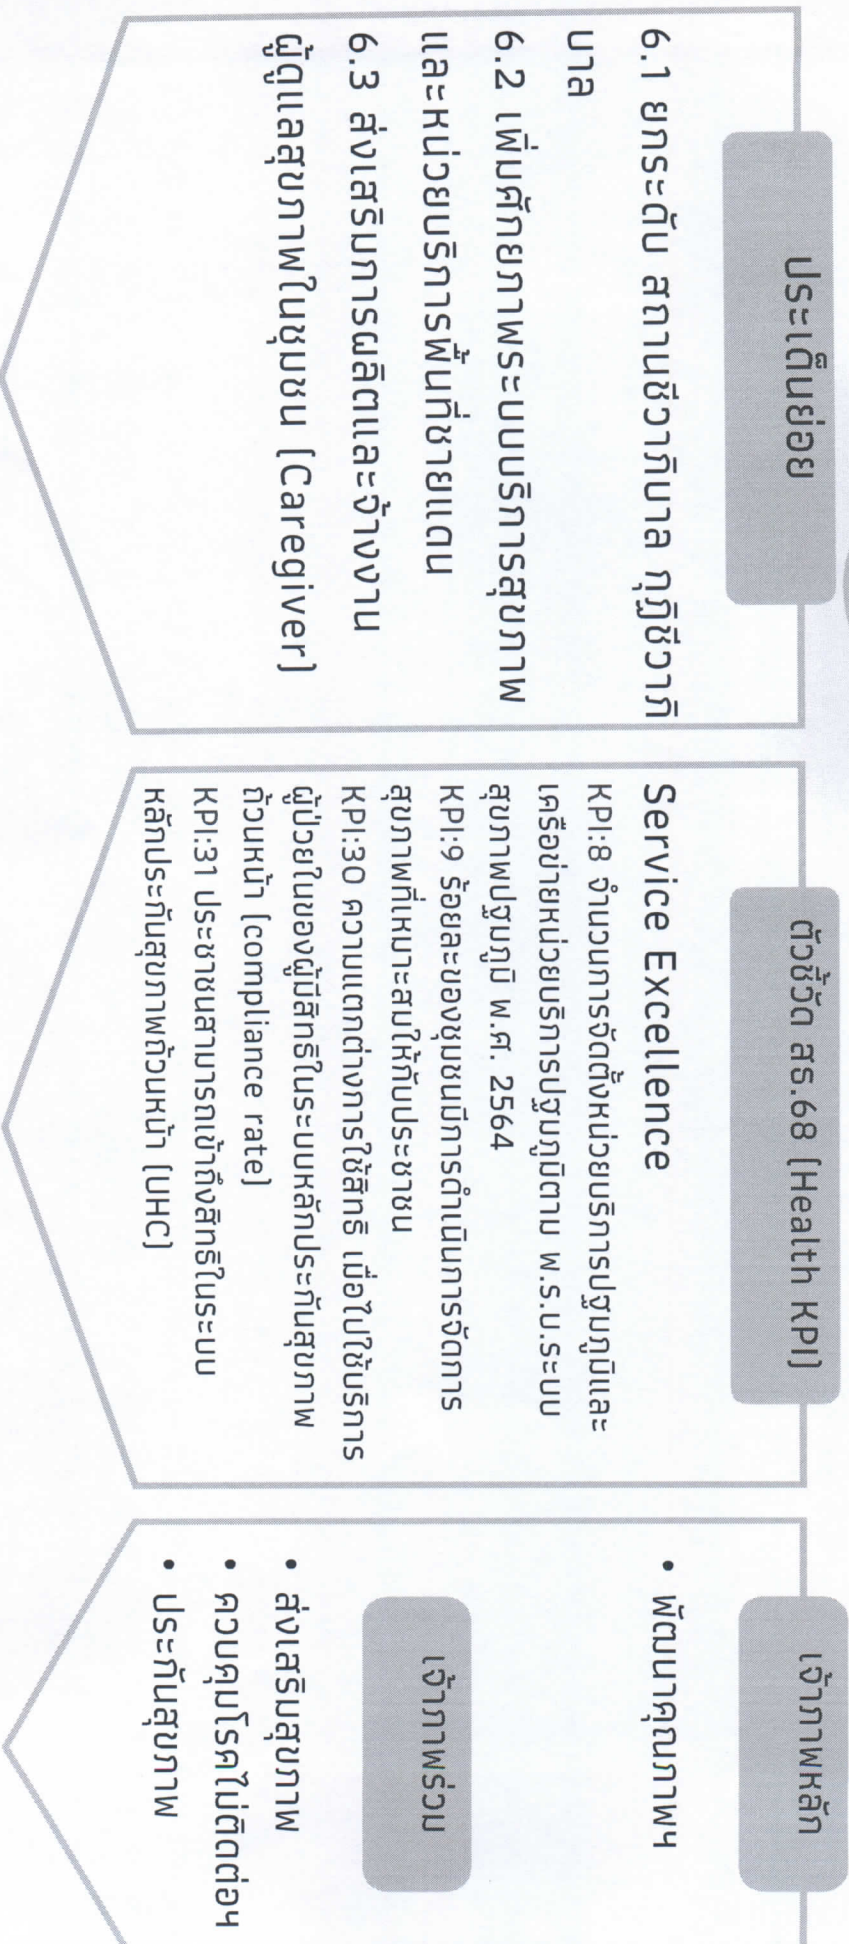 ประเด็นย่อย
6.1 ยกระดับ สถานชีวาภิบาล กุฏิชีวาภิ
บาล
6.2 เพิ่มศักยภาพระบบบริการสุขภาพ
และหน่วยบริการพื้นที่ชายแดน
6.3 ส่งเสริมการผลิตและจ้างงาน
ผู้ดูแลสุขภาพในชุมชน (Caregiver)
ตัวชี้วัด สธ.68 (Health KPI)
Service Excellence
KPI:8 จำนวนการจัดตั้งหน่วยบริการปฐมภูมิและ
เครือข่ายหน่วยบริการปฐมภูมิตาม พ.ร.บ.ระบบ
สุขภาพปฐมภูมิ พ.ศ. 2564
KPI:9 ร้อยละของชุมชนมีการดำเนินการจัดการ
สุขภาพที่เหมาะสมให้กับประชาชน
KPI:30 ความแตกต่างการใช้สิทธิ เมื่อไปใช้บริการ
ผู้ป่วยในของผู้มีสิทธิในระบบหลักประกันสุขภาพ
ถ้วนหน้า (compliance rate)
KPI:31 ประชาชนสามารถเข้าถึงสิทธิในระบบ
หลักประกันสุขภาพถ้วนหน้า (UHC)
เจ้าภาพหลัก
• พัฒนาคุณภาพฯ
เจ้าภาพร่วม
• ส่งเสริมสุขภาพ
• ควบคุมโรคไม่ติดต่อฯ
• ประกันสุขภาพ